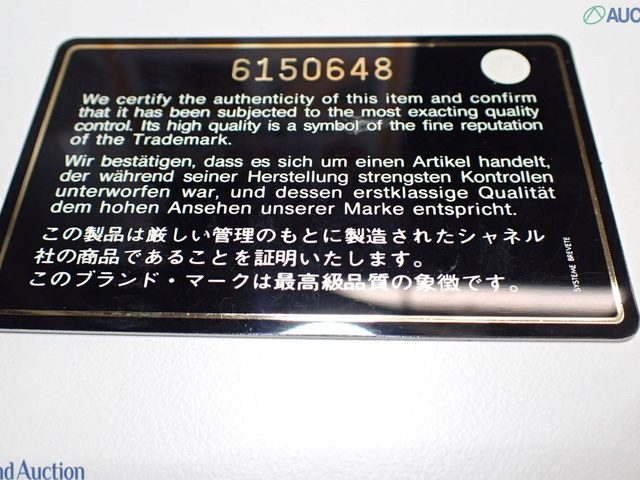 AUC
6150648
We certify the authenticity of this item and confirm
that it has been subjected to the most exacting quality
control. Its high quality is a symbol of the fine reputation
of the Trademark.
Wir bestätigen, dass es sich um einen Artikel handelt,
der während seiner Herstellung strengsten Kontrollen
unterworfen war, und dessen erstklassige Qualität
dem hohen Ansehen unserer Marke entspricht.
この製品は厳しい管理のもとに製造されたシャネル
社の商品であることを証明いたします。
このブランド・マークは最高級品質の象徴です。
SYSTEME BREVETE
nd Auction